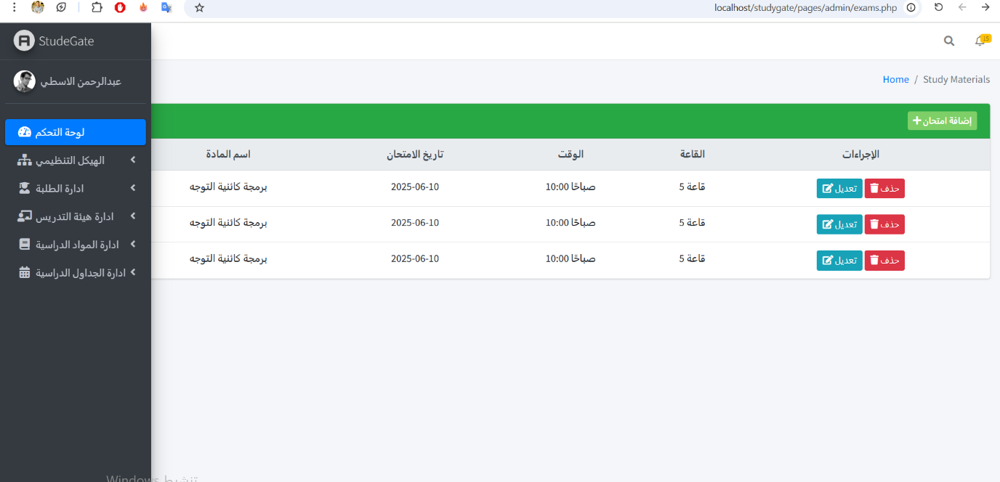 localhost/studygate/pages/admin/exams.php
StudeGate
15
عبدالرحمن الاسطي
Home / Study Materials
لوحة التحكم
الهيكل التنظيمي
ادارة الطلبة
ادارة هيئة التدريس
ادارة المواد الدراسية
ادارة الجداول الدراسية
إضافة امتحان
اسم المادة تاريخ الامتحان الوقت القاعة الإجراءات
برمجة كائنية التوجه 2025-06-10 10:00 صباحًا قاعة 5 تعديل حذف
برمجة كائنية التوجه 2025-06-10 10:00 صباحًا قاعة 5 تعديل حذف
برمجة كائنية التوجه 2025-06-10 10:00 صباحًا قاعة 5 تعديل حذف
تنشيط Windows